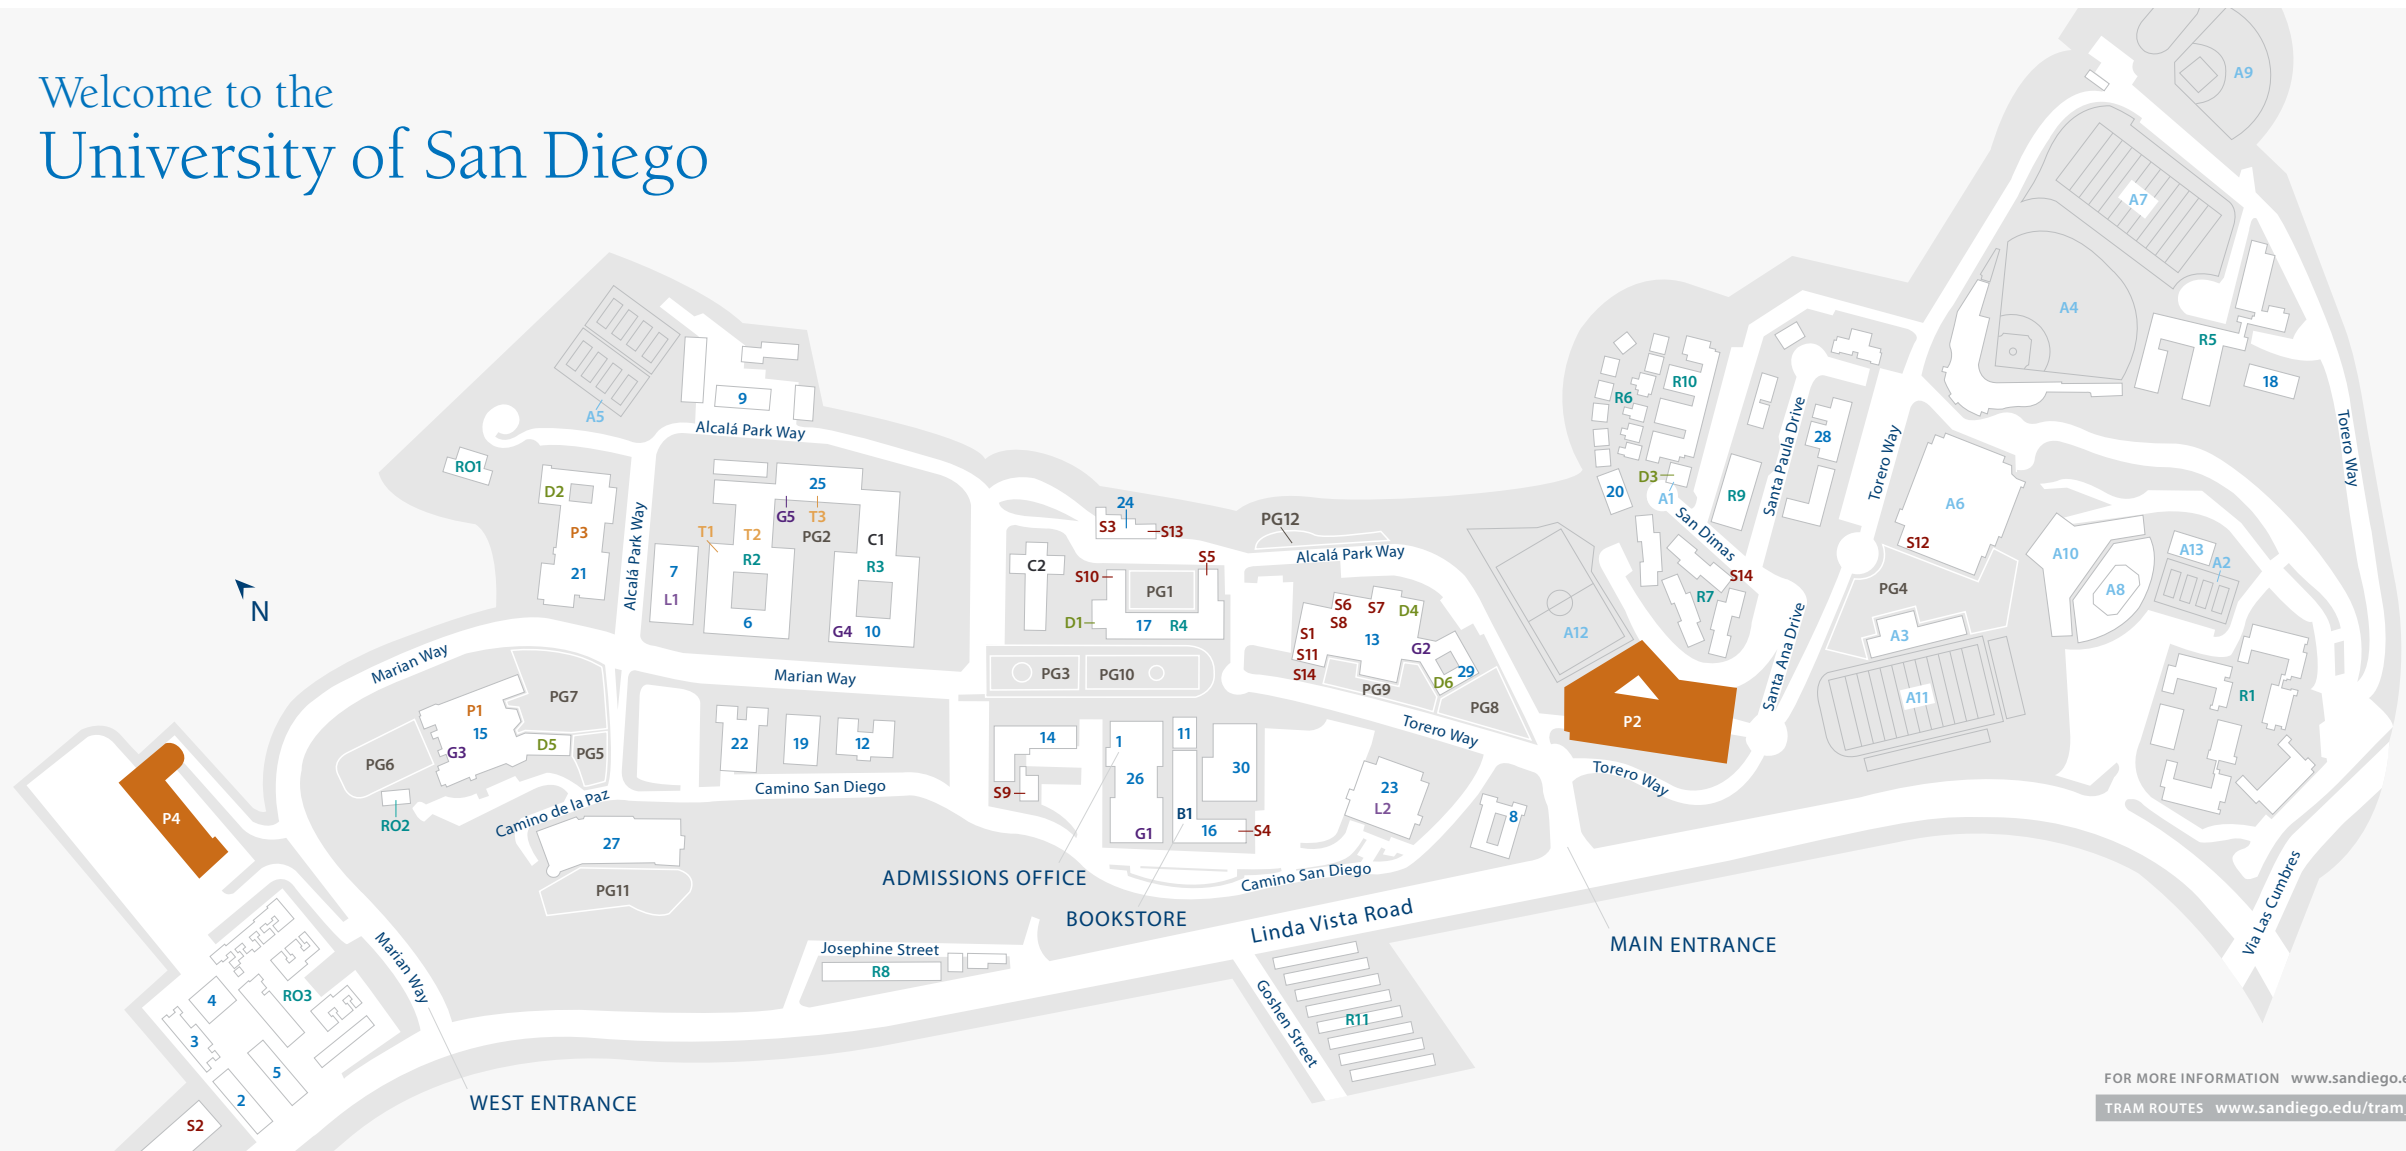 Welcome to the
University of San Diego
A9
A7
A4
R5
18
Torero Way
A5
9
Alcalá Park Way
RO1
D2
P3
21
Alcalá Park Way
7
L1
T1
T2
R2
6
25
G5
T3
PG2
C1
R3
G4
10
N
24
S3
S13
C2
S10
S5
PG1
D1
17
R4
PG12
Alcalá Park Way
PG3
PG10
S6
S7
D4
S8
S1
13
S11
G2
S14
29
D6
PG9
PG8
R10
R6
D3
A1
20
San Dimas
R9
Santa Paula Drive
28
Torero Way
S14
R7
A12
P2
Santa Ana Drive
A6
S12
PG4
A3
A11
A10
A8
A13
A2
R1
Marian Way
PG7
P1
15
G3
D5
PG5
PG6
RO2
Camino de la Paz
27
PG11
Marian Way
22
19
12
Camino San Diego
14
S9
1
26
G1
11
30
B1
16
S4
Torero Way
23
L2
8
Torero Way
Camino San Diego
ADMISSIONS OFFICE
BOOKSTORE
Linda Vista Road
MAIN ENTRANCE
Via Las Cumbres
P4
Marian Way
Josephine Street
R8
Goshen Street
R11
4
RO3
3
5
2
S2
WEST ENTRANCE
FOR MORE INFORMATION www.sandiego.e
TRAM ROUTES www.sandiego.edu/tram